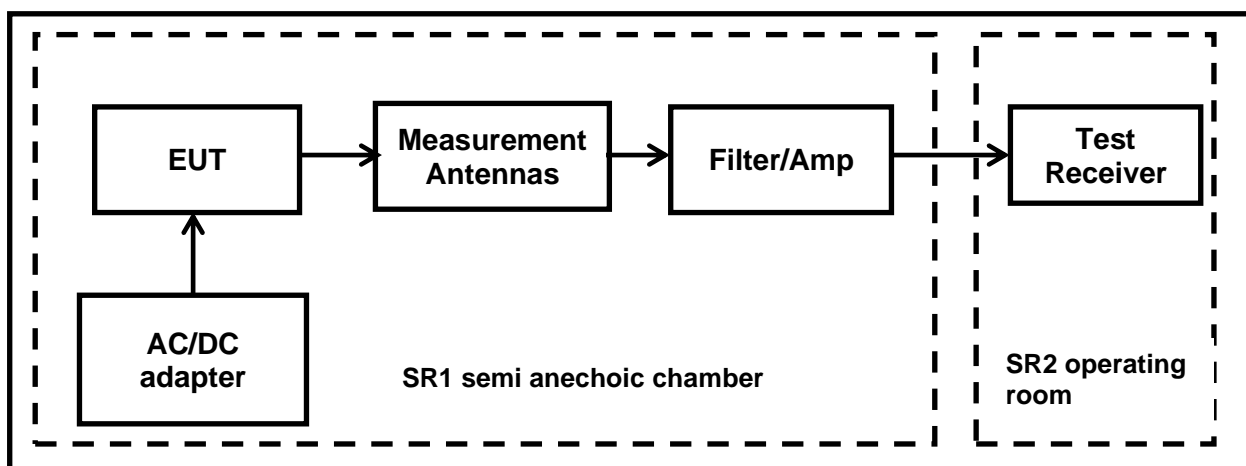 EUT
Measurement
Antennas
Filter/Amp
Test
Receiver
AC/DC
adapter
SR1 semi anechoic chamber
SR2 operating
room